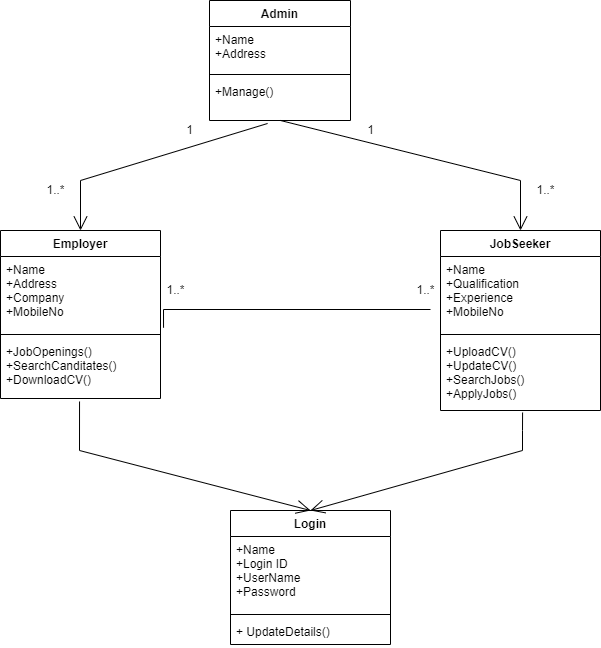 Admin
+Name
+Address
+Manage()
1
1
1..*
1..*
Employer
+Name
+Address
+Company
+MobileNo
+JobOpenings()
+SearchCanditates()
+DownloadCV()
1..*
1..*
JobSeeker
+Name
+Qualification
+Experience
+MobileNo
+UploadCV()
+UpdateCV()
+SearchJobs()
+ApplyJobs()
Login
+Name
+Login ID
+UserName
+Password
+ UpdateDetails()